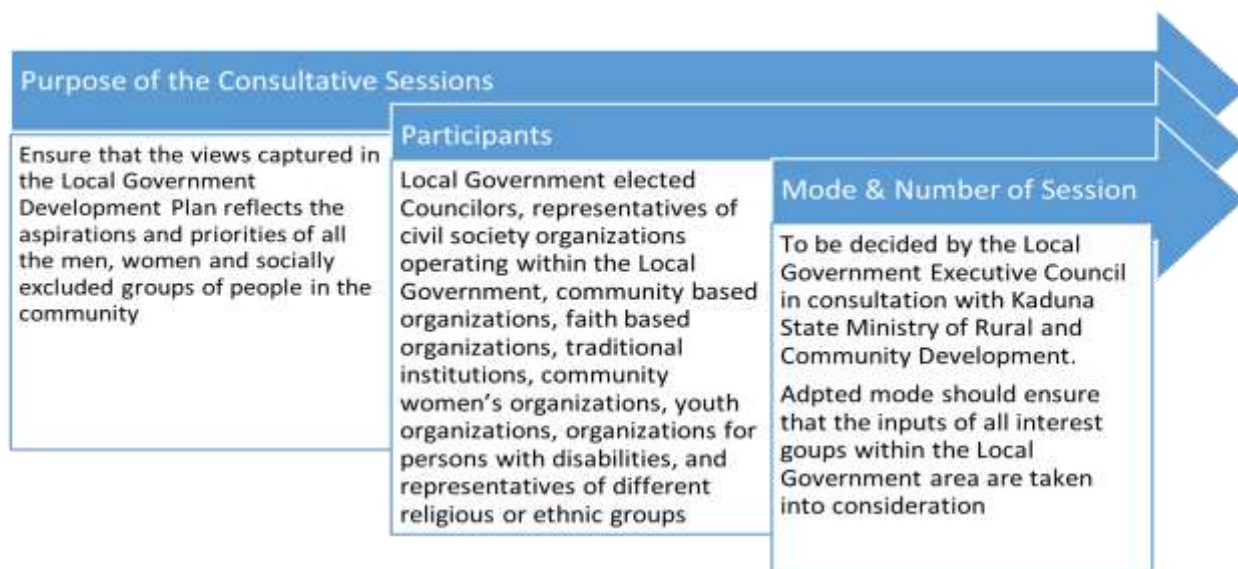 Purpose of the Consultative Sessions
Ensure that the views captured in
the Local Government
Development Plan reflects the
aspirations and priorities of all
the men, women and socially
excluded groups of people in the
community
Participants
Local Government elected
Councilors, representatives of
civil society organizations
operating within the Local
Government, community based
organizations, faith based
organizations, traditional
institutions, community
women's organizations, youth
organizations, organizations for
persons with disabilities, and
representatives of different
religious or ethnic groups
Mode & Number of Session
To be decided by the Local
Government Executive Council
in consultation with Kaduna
State Ministry of Rural and
Community Development.
Adpted mode should ensure
that the inputs of all interest
goups within the Local
Government area are taken
into consideration